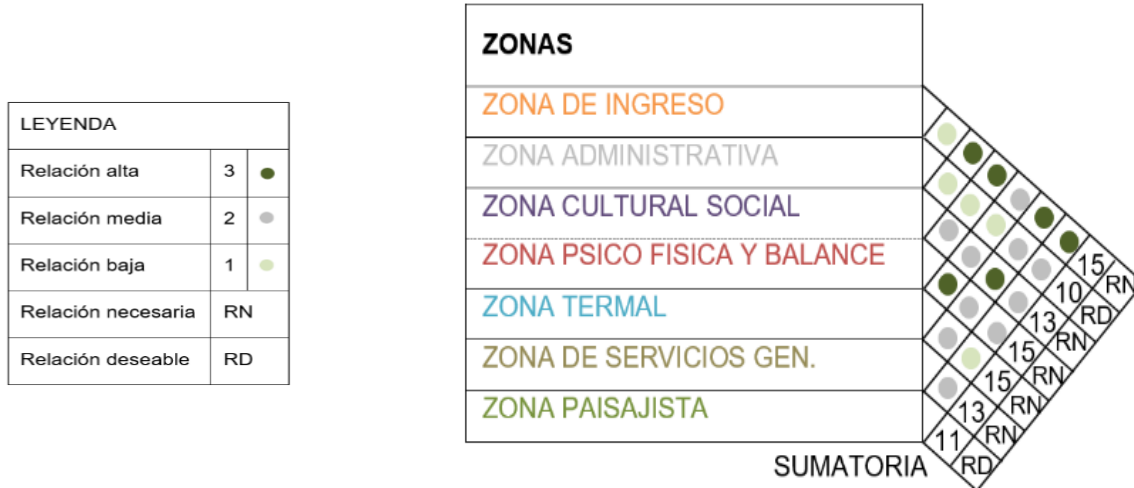 LEYENDA
Relación alta 3
Relación media 2
Relación baja 1
Relación necesaria RN
Relación deseable RD
ZONAS
ZONA DE INGRESO
ZONA ADMINISTRATIVA
ZONA CULTURAL SOCIAL
ZONA PSICO FISICA Y BALANCE
ZONA TERMAL
ZONA DE SERVICIOS GEN.
ZONA PAISAJISTA
SUMATORIA
15 RN
10 RD
13 RN
15 RN
15 RN
13 RN
11 RD